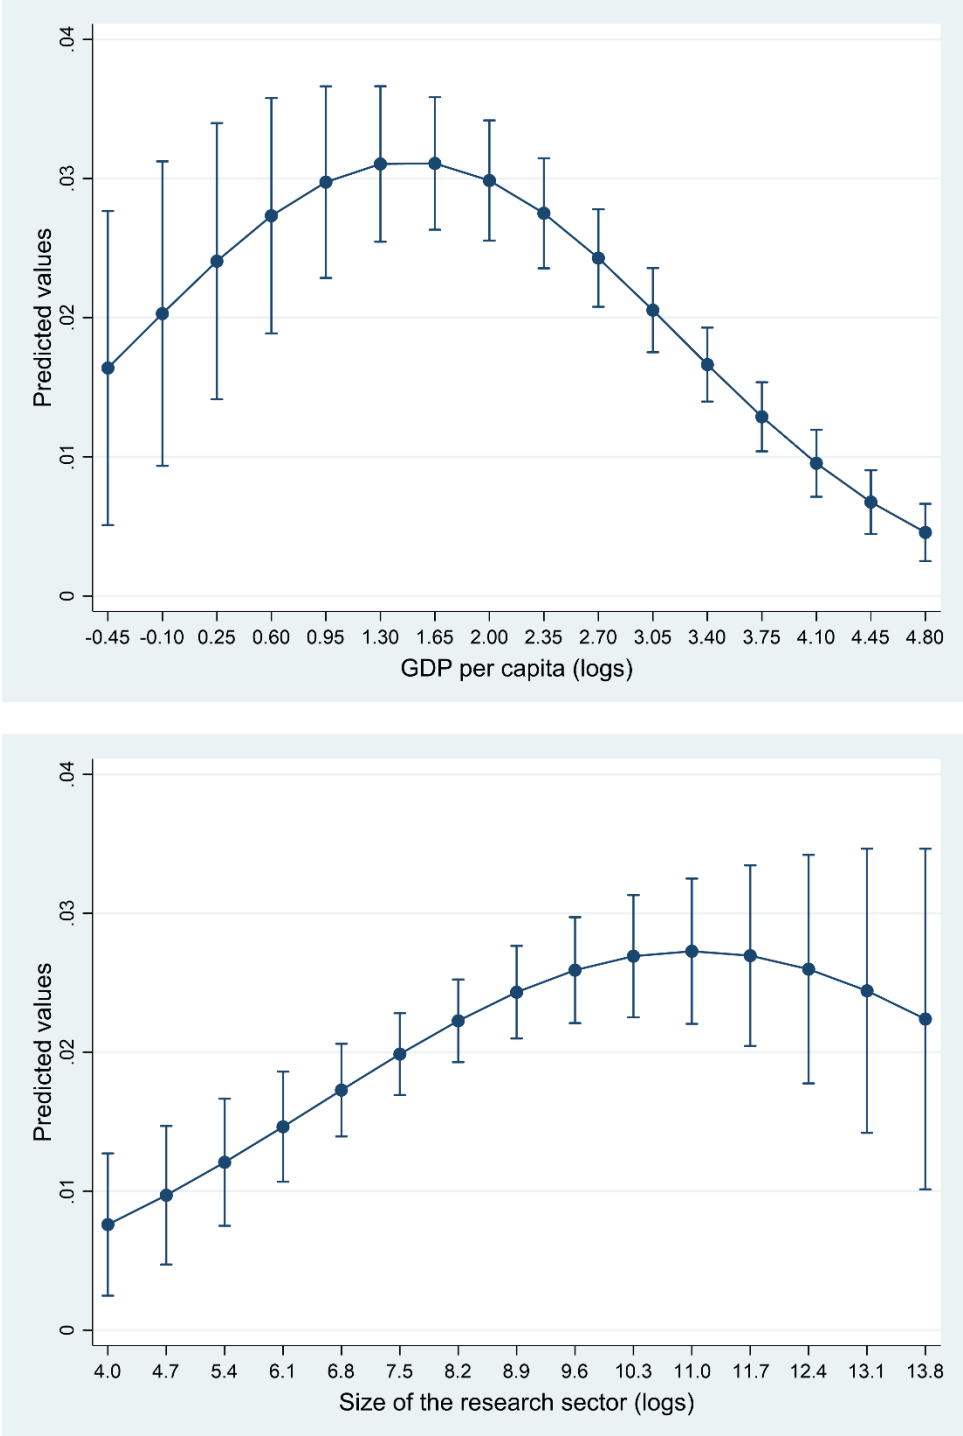 .04
.03
.02
.01
0
Predicted values
-0.45 -0.10 0.25 0.60 0.95 1.30 1.65 2.00 2.35 2.70 3.05 3.40 3.75 4.10 4.45 4.80
GDP per capita (logs)
.04
.03
.02
.01
0
Predicted values
4.0 4.7 5.4 6.1 6.8 7.5 8.2 8.9 9.6 10.3 11.0 11.7 12.4 13.1 13.8
Size of the research sector (logs)